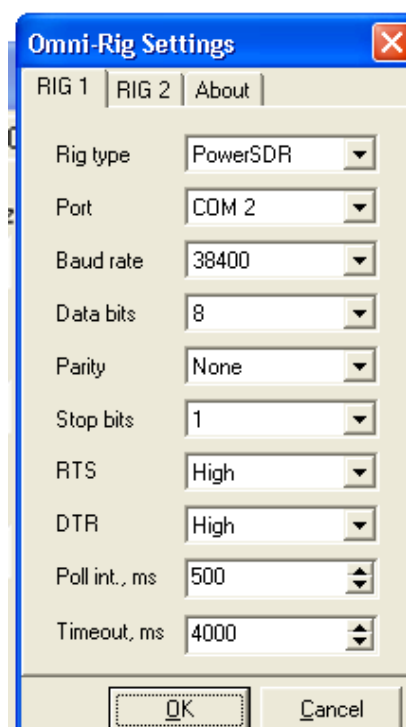 Omni-Rig Settings
RIG 1 RIG 2 About
Rig type PowerSDR
Port COM 2
Baud rate 38400
Data bits 8
Parity None
Stop bits 1
RTS High
DTR High
Poll int., ms 500
Timeout, ms 4000
OK Cancel